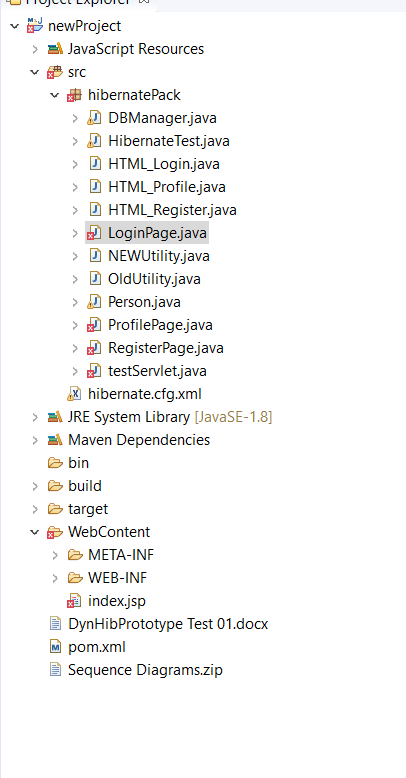 Project Explorer
newProject
JavaScript Resources
src
hibernatePack
DBManager.java
HibernateTest.java
HTML_Login.java
HTML_Profile.java
HTML_Register.java
LoginPage.java
NEWUtility.java
OldUtility.java
Person.java
ProfilePage.java
RegisterPage.java
testServlet.java
hibernate.cfg.xml
JRE System Library [JavaSE-1.8]
Maven Dependencies
bin
build
target
WebContent
META-INF
WEB-INF
index.jsp
DynHibPrototype Test 01.docx
pom.xml
Sequence Diagrams.zip